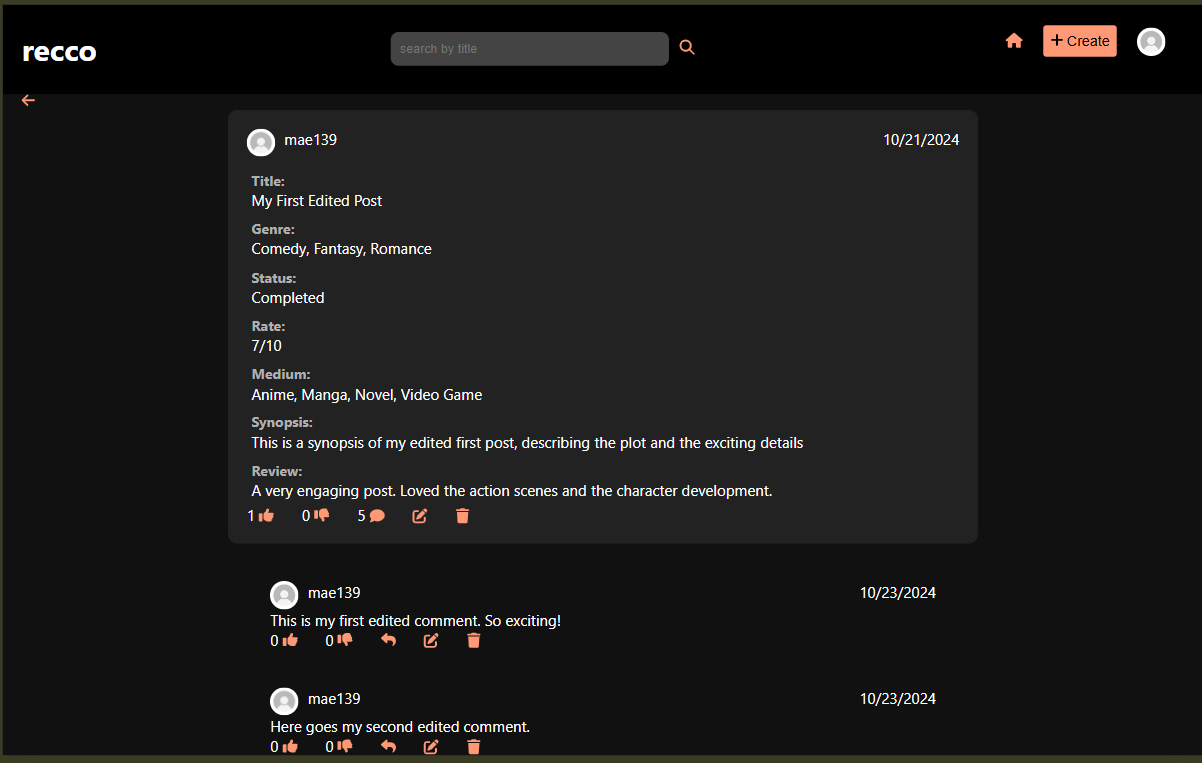 recco
search by title
+ Create
mae139 10/21/2024
Title:
My First Edited Post
Genre:
Comedy, Fantasy, Romance
Status:
Completed
Rate:
7/10
Medium:
Anime, Manga, Novel, Video Game
Synopsis:
This is a synopsis of my edited first post, describing the plot and the exciting details
Review:
A very engaging post. Loved the action scenes and the character development.
1 0 5
mae139 10/23/2024
This is my first edited comment. So exciting!
0 0
mae139 10/23/2024
Here goes my second edited comment.
0 0